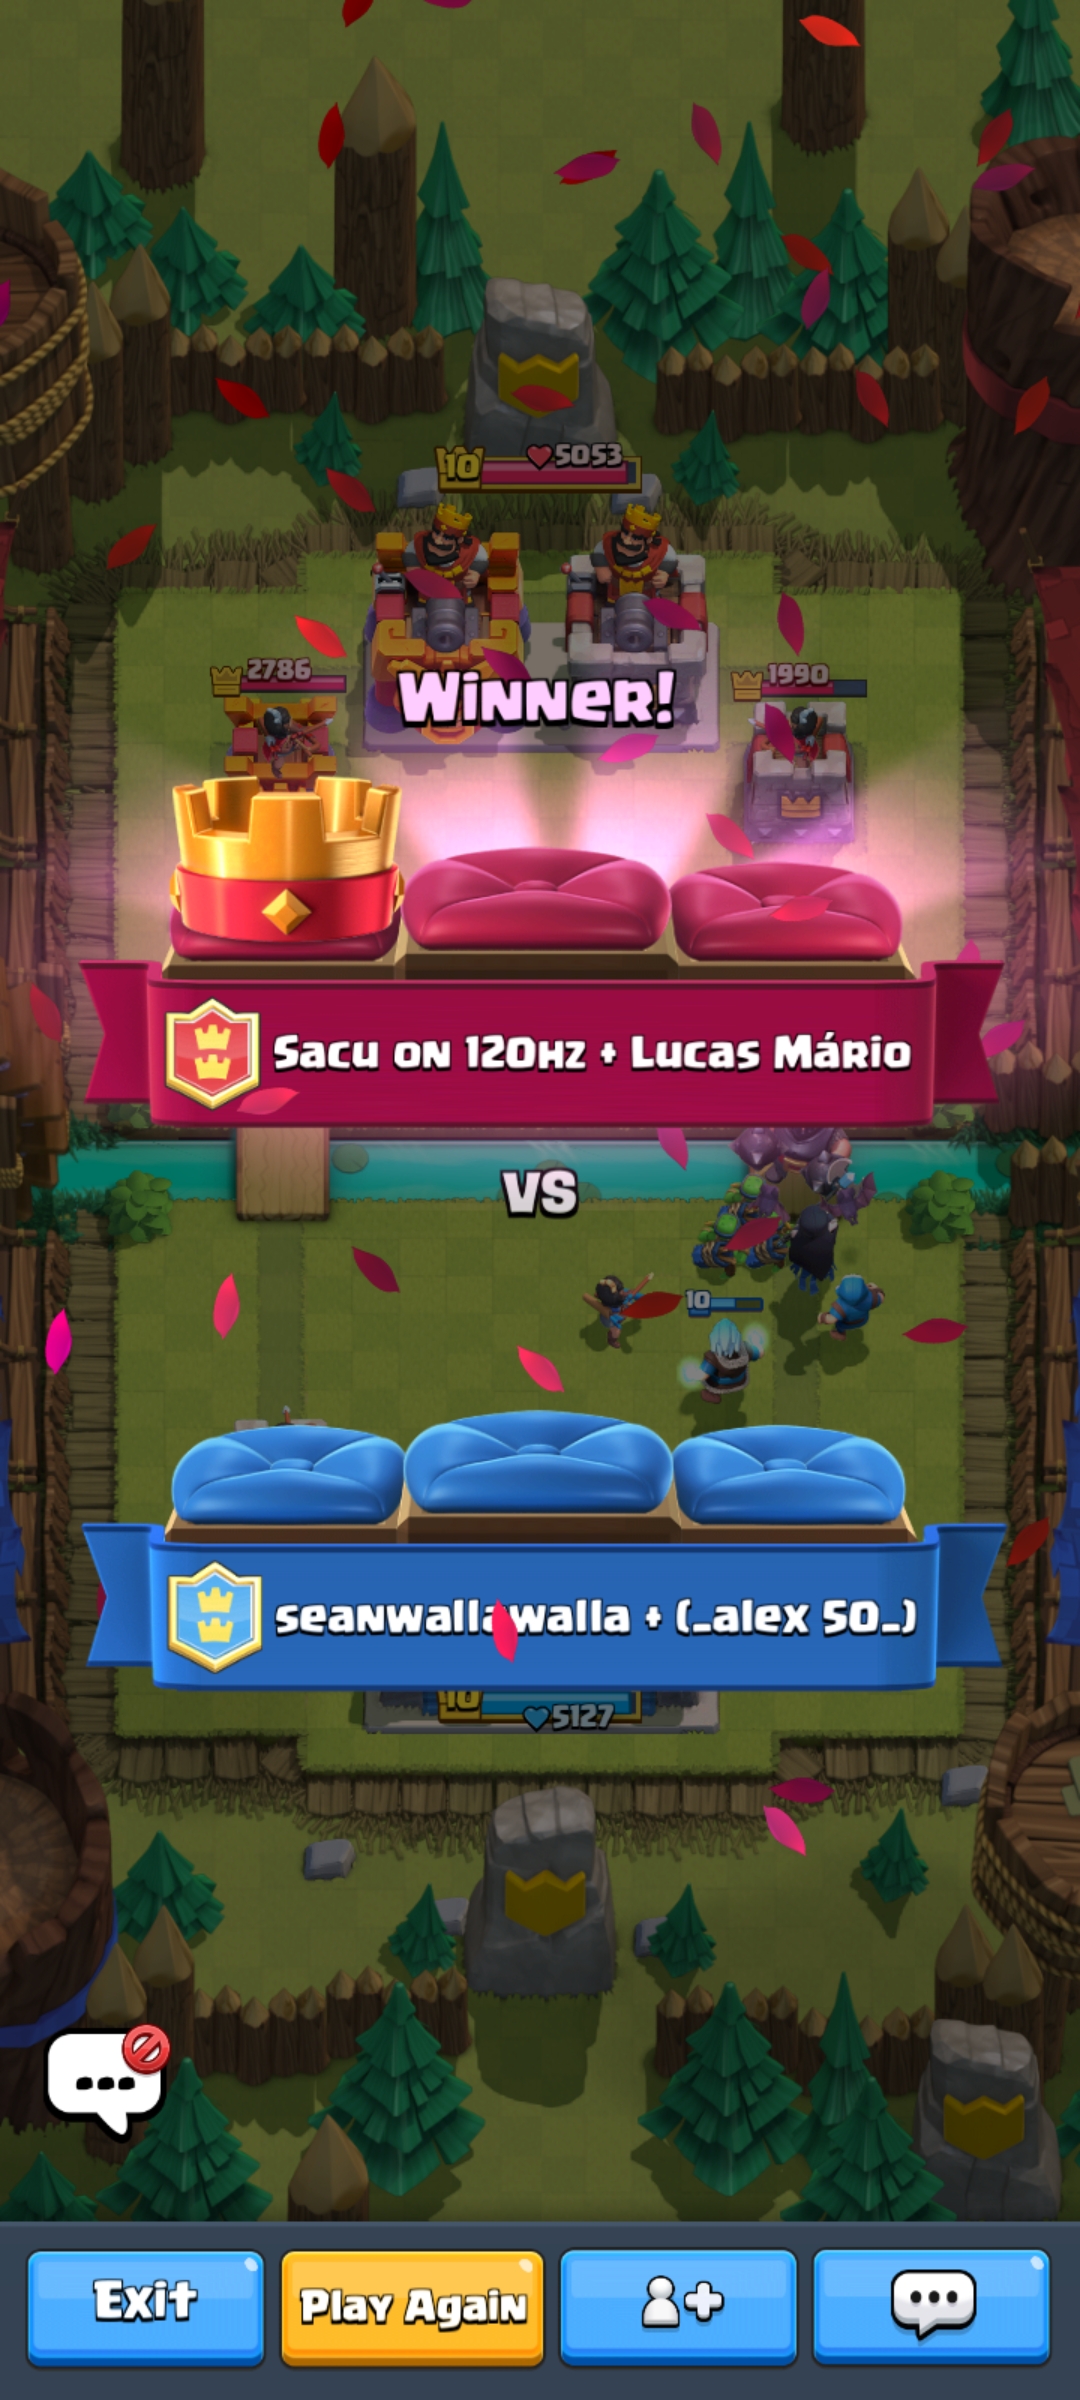 10 5053
2786
1990
Winner!
Sacu on 120Hz + Lucas Mário
VS
10
seanwallawalla + (_alex 50_)
10
5127
Exit
Play Again